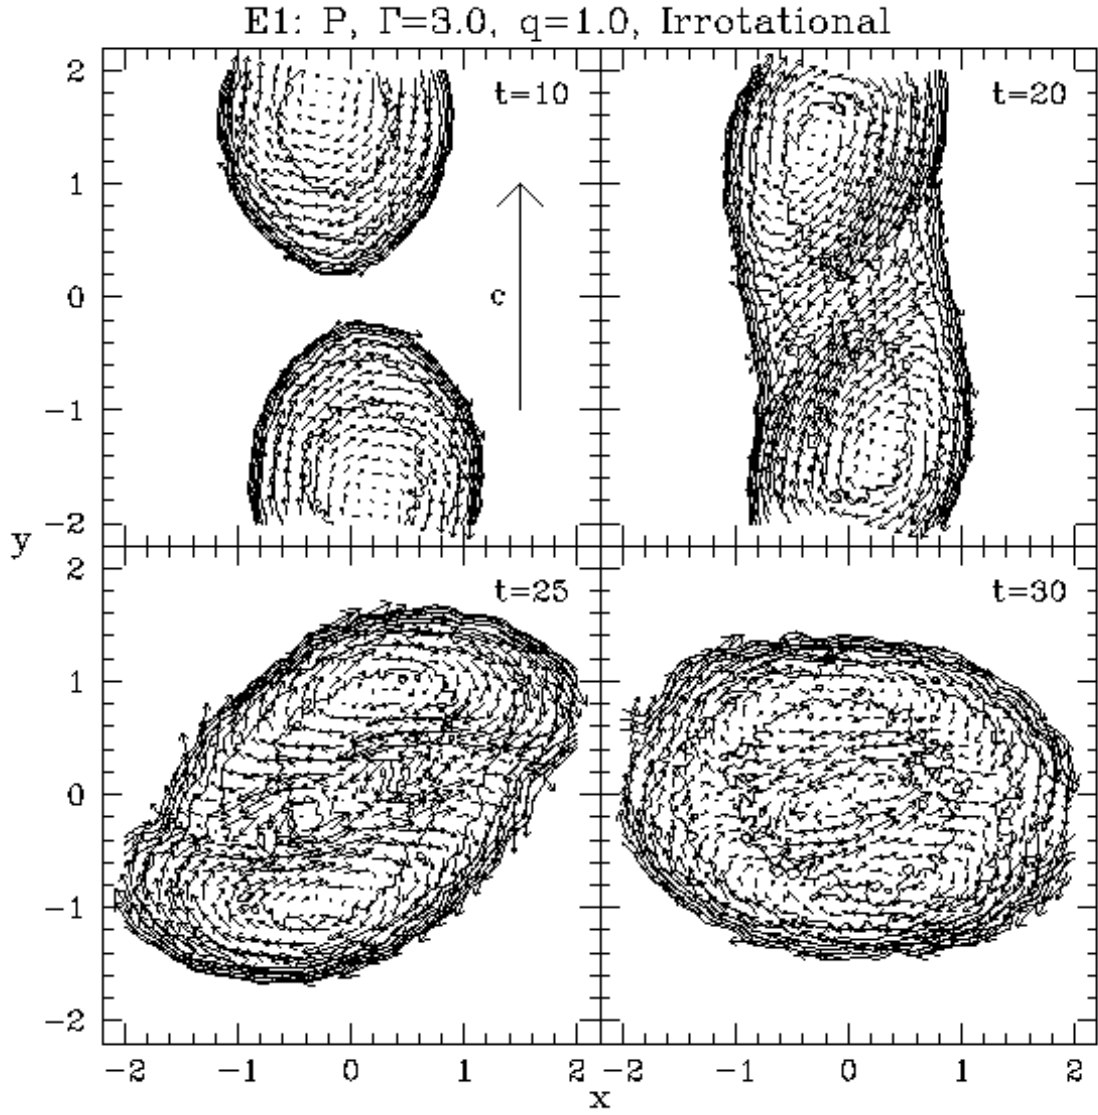 E1: P, Γ=3.0, q=1.0, Irrotational
2
t=10
t=20
1
0
c
−1
−2
y
2
t=25
t=30
1
0
−1
−2
−2 −1 0 1 2 −2 −1 0 1 2
x